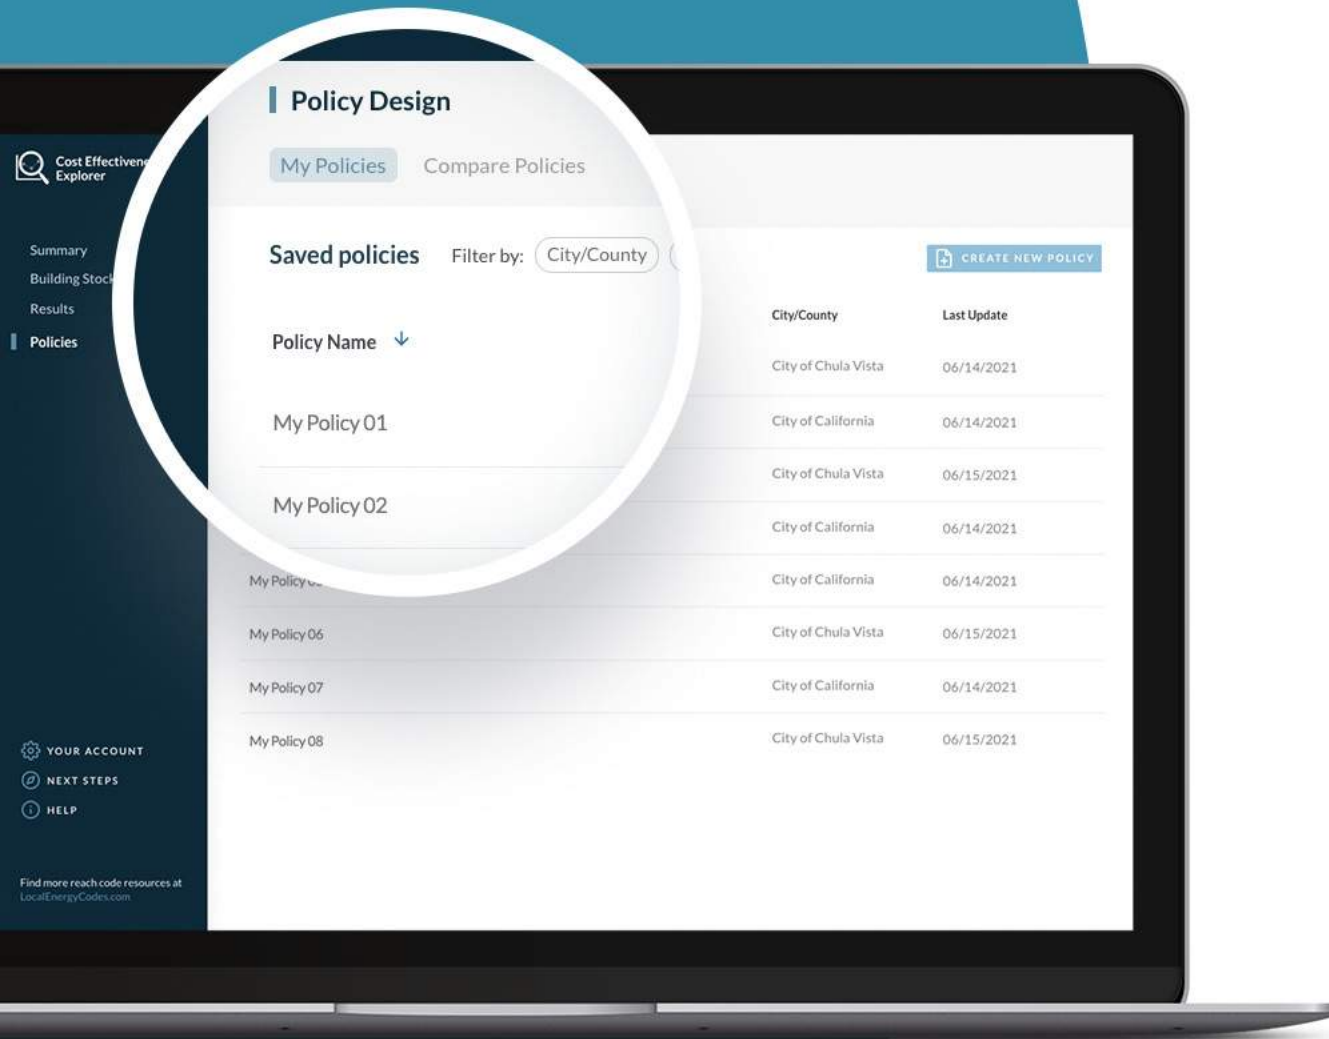 Policy Design
My Policies Compare Policies
Cost
Explorer
Summary
Building
Results
Policies
Saved policies Filter by: City/County
CREATE NEW POLICY
Policy Name City/County Last Update
City of Chula Vista 06/14/2021
My Policy 01 City of California 06/14/2021
City of Chula Vista 06/15/2021
My Policy 02 City of California 06/14/2021
My Policy City of California 06/14/2021
My Policy 06 City of Chula Vista 06/15/2021
My Policy 07 City of California 06/14/2021
My Policy 08 City of Chula Vista 06/15/2021
YOUR ACCOUNT
NEXT STEPS
HELP
Find more reach code resources at
LocalEnergyCodes.com